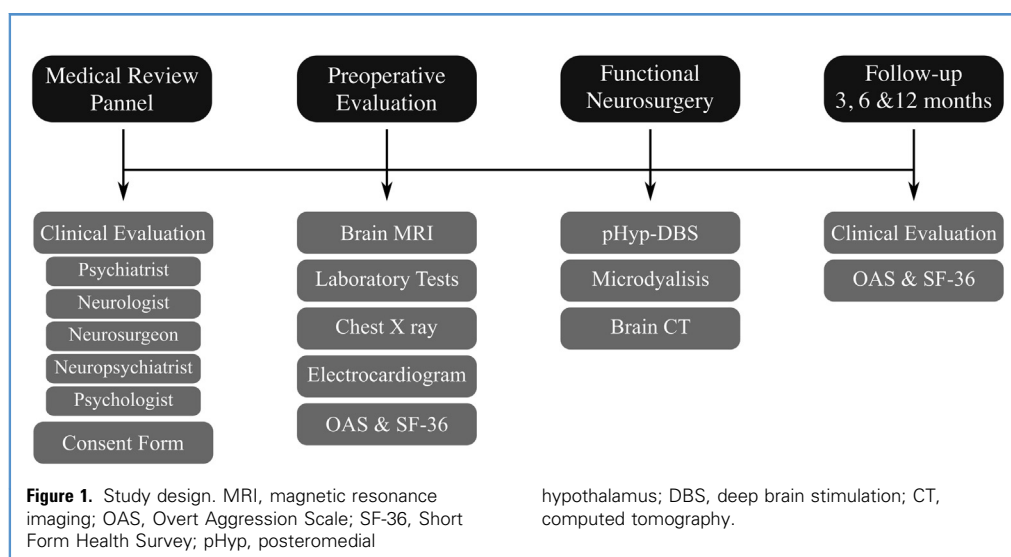 Medical Review
Pannel
Preoperative
Evaluation
Functional
Neurosurgery
Follow-up
3, 6 &12 months
Clinical Evaluation
Psychiatrist
Neurologist
Neurosurgeon
Neuropsychiatrist
Psychologist
Consent Form
Brain MRI
Laboratory Tests
Chest X ray
Electrocardiogram
OAS & SF-36
pHyp-DBS
Microdyalisis
Brain CT
Clinical Evaluation
OAS & SF-36
Figure 1. Study design. MRI, magnetic resonance
imaging; OAS, Overt Aggression Scale; SF-36, Short
Form Health Survey; pHyp, posteromedial
hypothalamus; DBS, deep brain stimulation; CT,
computed tomography.